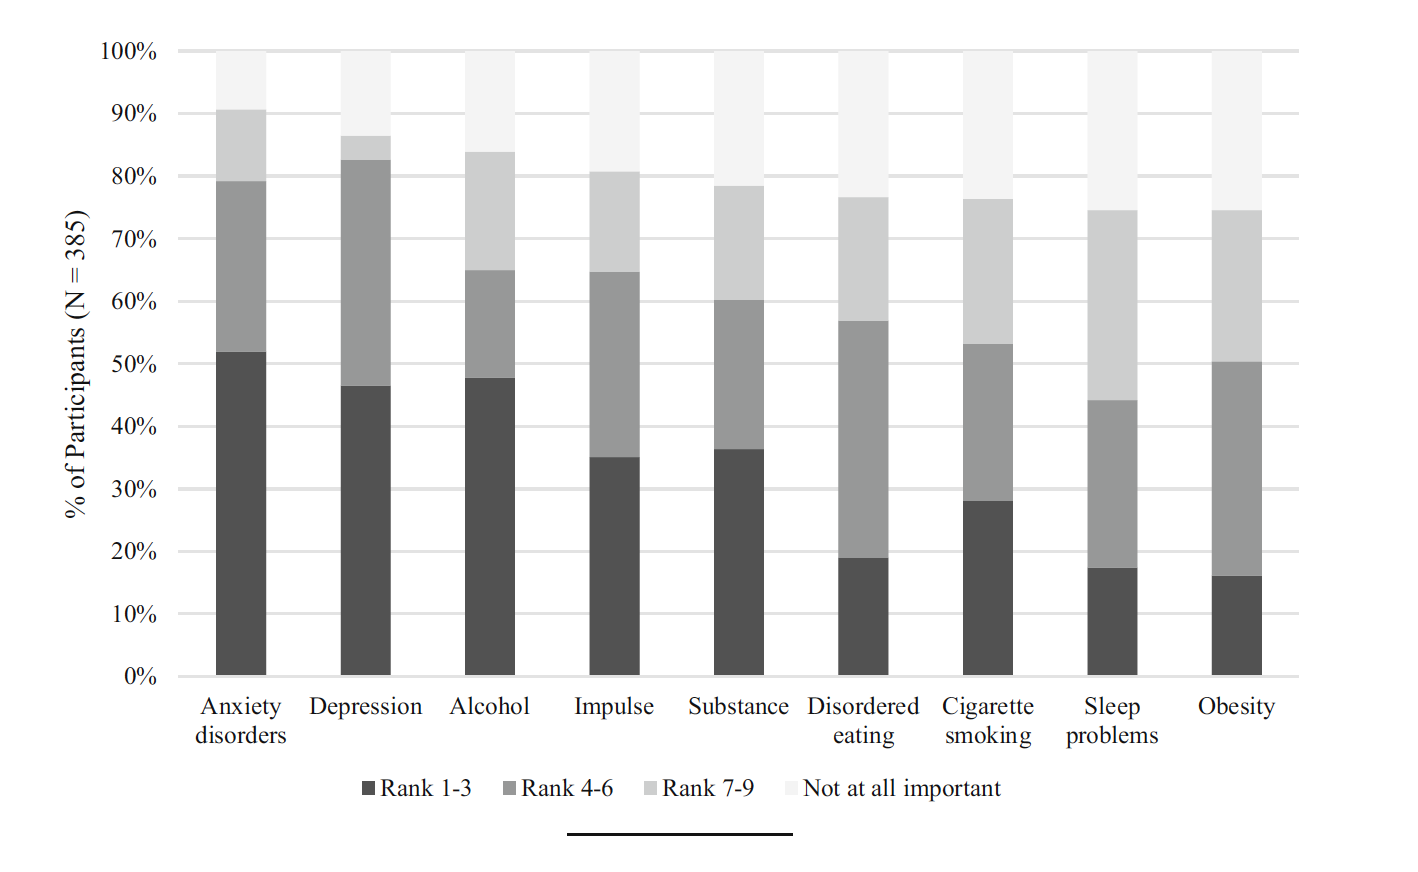 100%
90%
80%
70%
60%
50%
40%
30%
20%
10%
0%
% of Participants (N = 385)
Anxiety disorders
Depression
Alcohol
Impulse
Substance
Disordered eating
Cigarette smoking
Sleep problems
Obesity
Rank 1-3
Rank 4-6
Rank 7-9
Not at all important